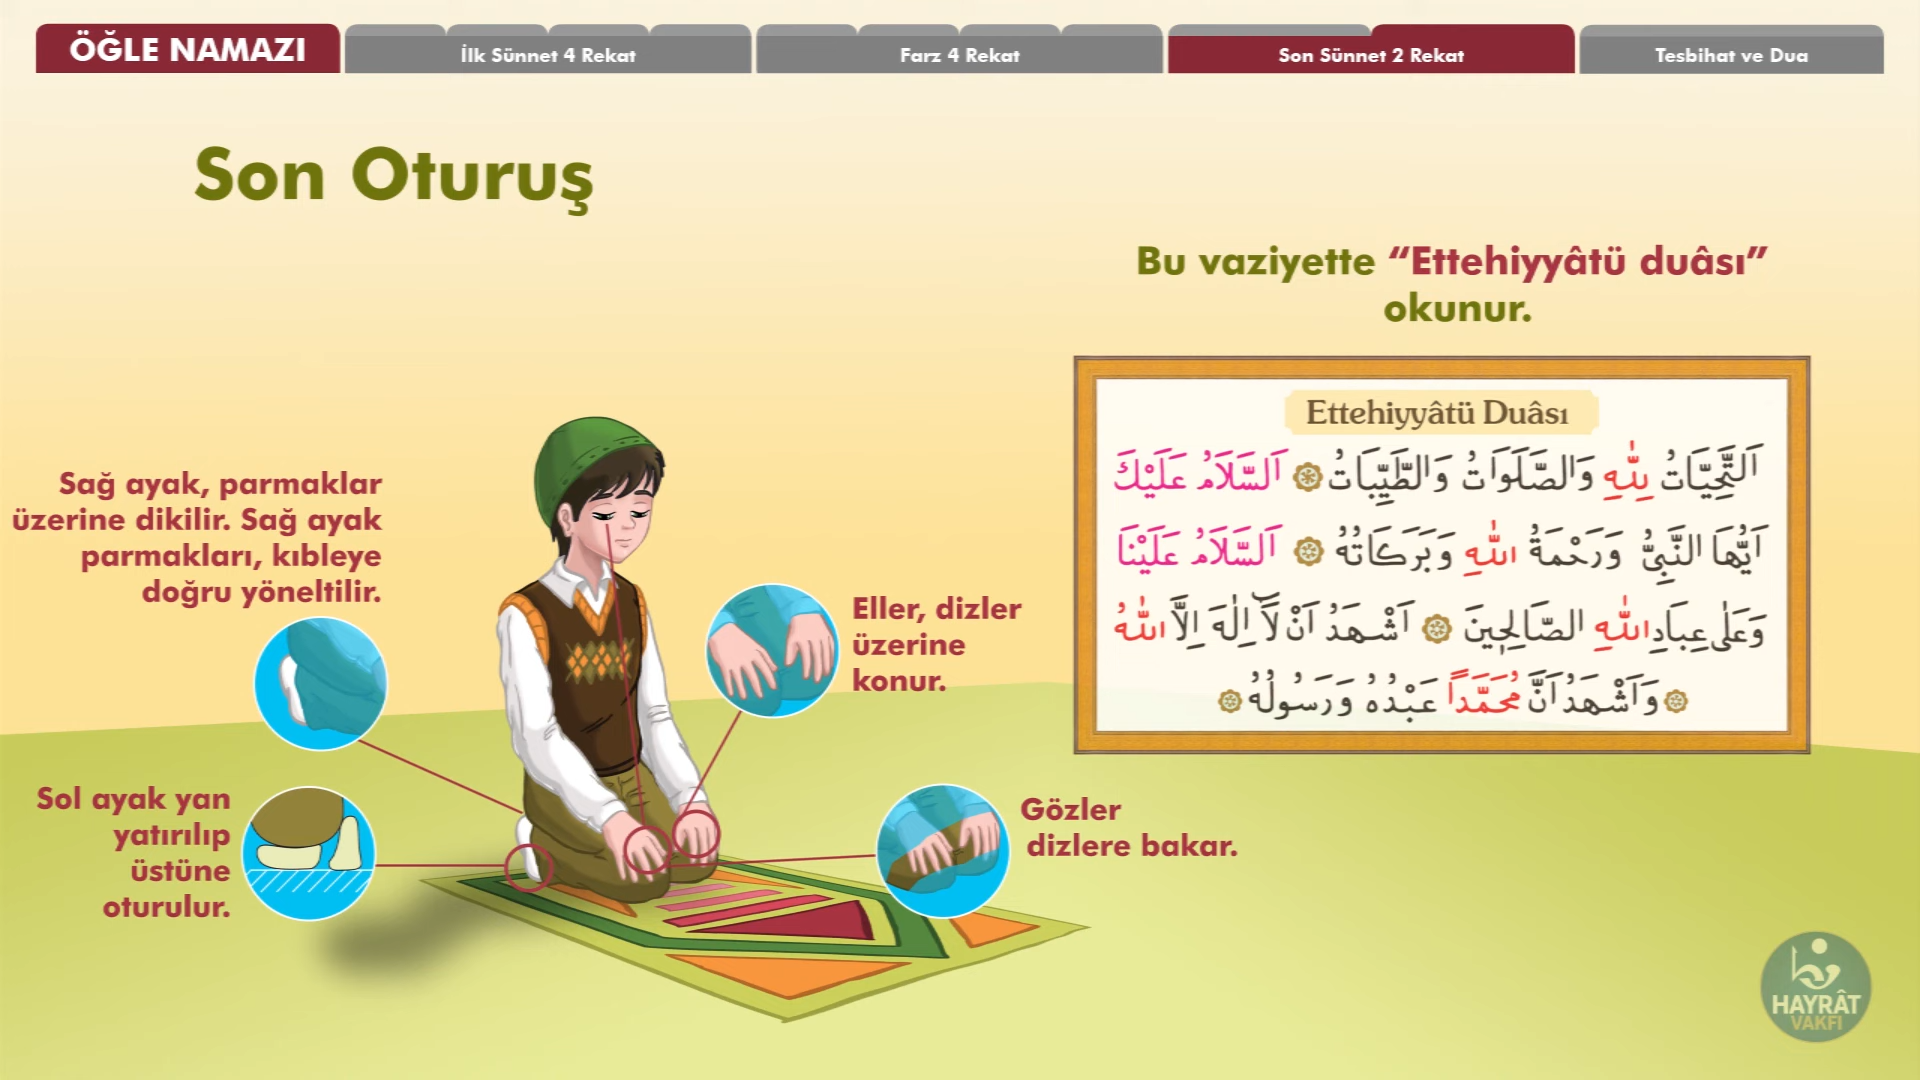 ÖĞLE NAMAZI
İlk Sünnet 4 Rekat
Farz 4 Rekat
Son Sünnet 2 Rekat
Tesbihat ve Dua
Son Oturuş
Bu vaziyette “Ettehiyyâtü duâsı”
okunur.
Ettehiyyâtü Duâsı
اَلتَّحِيَّاتُ لِلّٰهِ وَالصَّلَوَاتُ وَالطَّيِّبَاتُ ۞ اَلسَّلَامُ عَلَيْكَ
اَيُّهَا النَّبِيُّ وَرَحْمَةُ اللّٰهِ وَبَرَكَاتُهُ ۞ اَلسَّلَامُ عَلَيْنَا
وَعَلٰى عِبَادِ اللّٰهِ الصَّالِحِينَ ۞ اَشْهَدُ اَنْ لَٓا اِلٰهَ اِلَّا اللّٰهُ
۞ وَاَشْهَدُ اَنَّ مُحَمَّداً عَبْدُهُ وَرَسُولُهُ ۞
Sağ ayak, parmaklar
üzerine dikilir. Sağ ayak
parmakları, kıbleye
doğru yöneltilir.
Eller, dizler
üzerine
konur.
Sol ayak yan
yatırılıp
üstüne
oturulur.
Gözler
dizlere bakar.
HAYRÂT
VAKFI